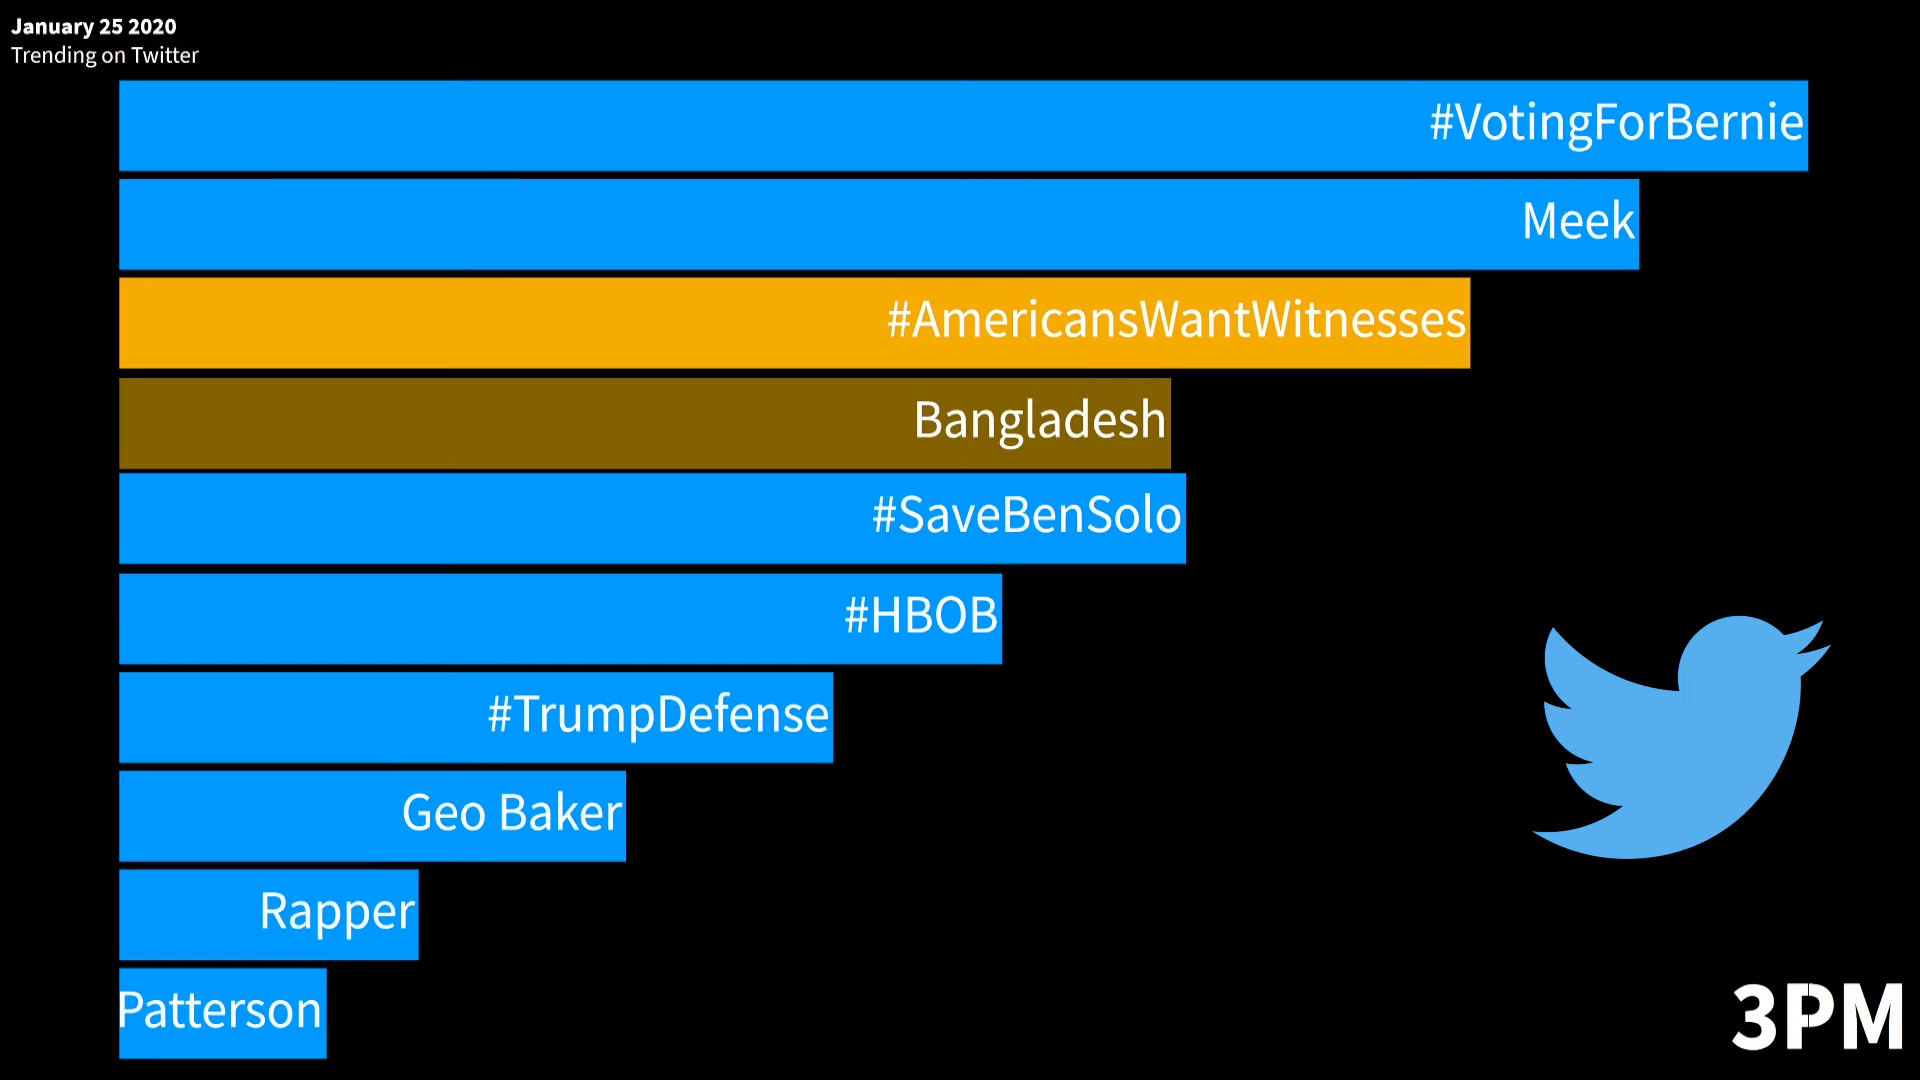 January 25 2020
Trending on Twitter
#VotingForBernie
Meek
#AmericansWantWitnesses
Bangladesh
#SaveBenSolo
#HBOB
#TrumpDefense
Geo Baker
Rapper
Patterson
3PM